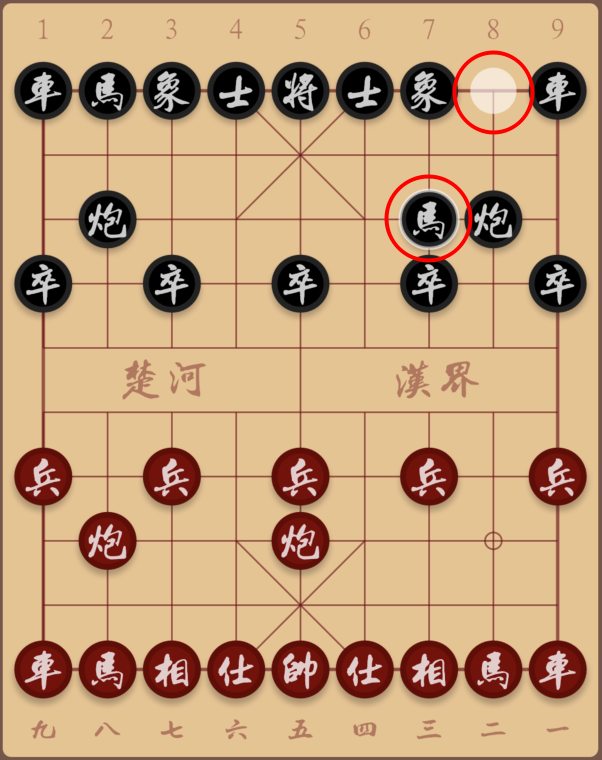 1 2 3 4 5 6 7 8 9
車 馬 象 士 将 士 象 車
炮 馬 炮
卒 卒 卒 卒 卒
楚河 漢界
兵 兵 兵 兵 兵
炮 炮
車 馬 相 仕 帥 仕 相 馬 車
九 八 七 六 五 四 三 二 一